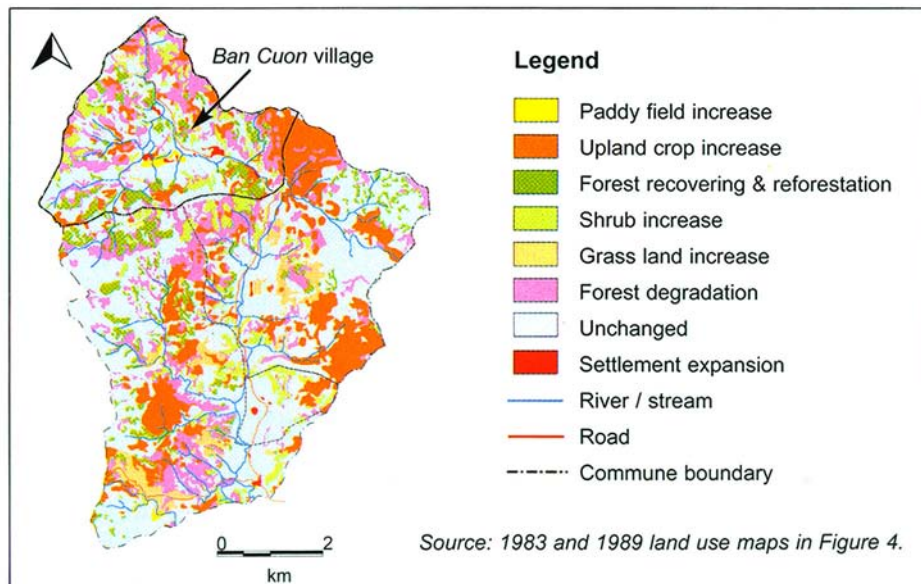 Ban Cuon village
Legend
Paddy field increase
Upland crop increase
Forest recovering & reforestation
Shrub increase
Grass land increase
Forest degradation
Unchanged
Settlement expansion
River / stream
Road
Commune boundary
0 2
km
Source: 1983 and 1989 land use maps in Figure 4.